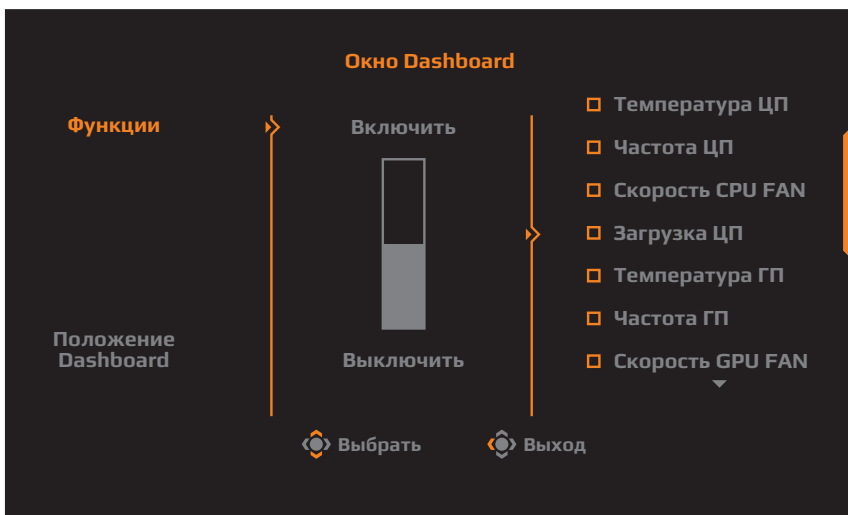 Окно Dashboard
Функции
Положение
Dashboard
Включить
Выключить
Температура ЦП
Частота ЦП
Скорость CPU FAN
Загрузка ЦП
Температура ГП
Частота ГП
Скорость GPU FAN
Выбрать
Выход